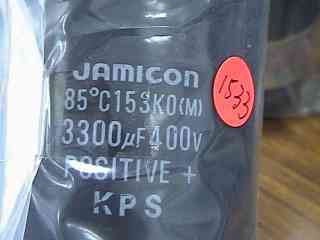 JAMICON
85°C153K0(M)
3300µF400V
POSITIVE +
KPS
1533